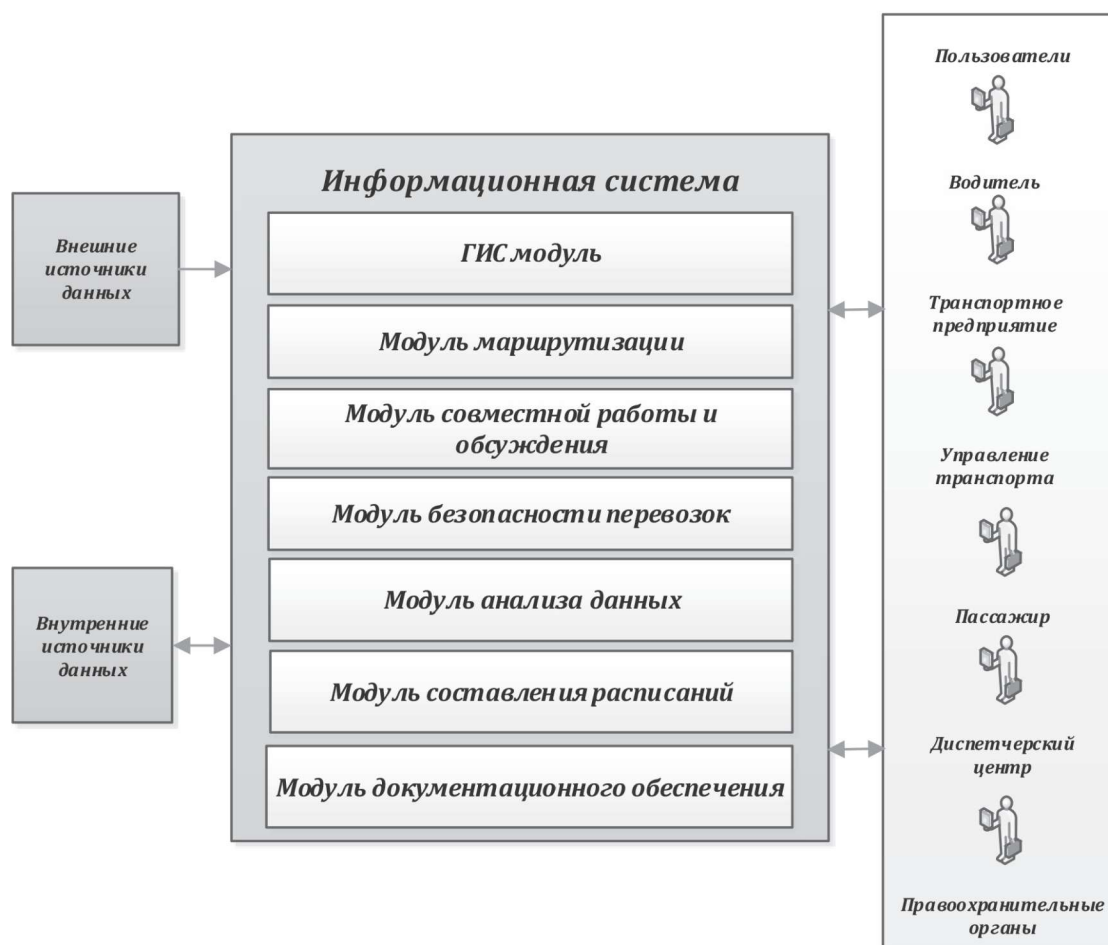 Внешние
источники
данных
Внутренние
источники
данных
Информационная система
ГИС модуль
Модуль маршрутизации
Модуль совместной работы и
обсуждения
Модуль безопасности перевозок
Модуль анализа данных
Модуль составления расписаний
Модуль документационного обеспечения
Пользователи
Водитель
Транспортное
предприятие
Управление
транспорта
Пассажир
Диспетчерский
центр
Правоохранительные
органы